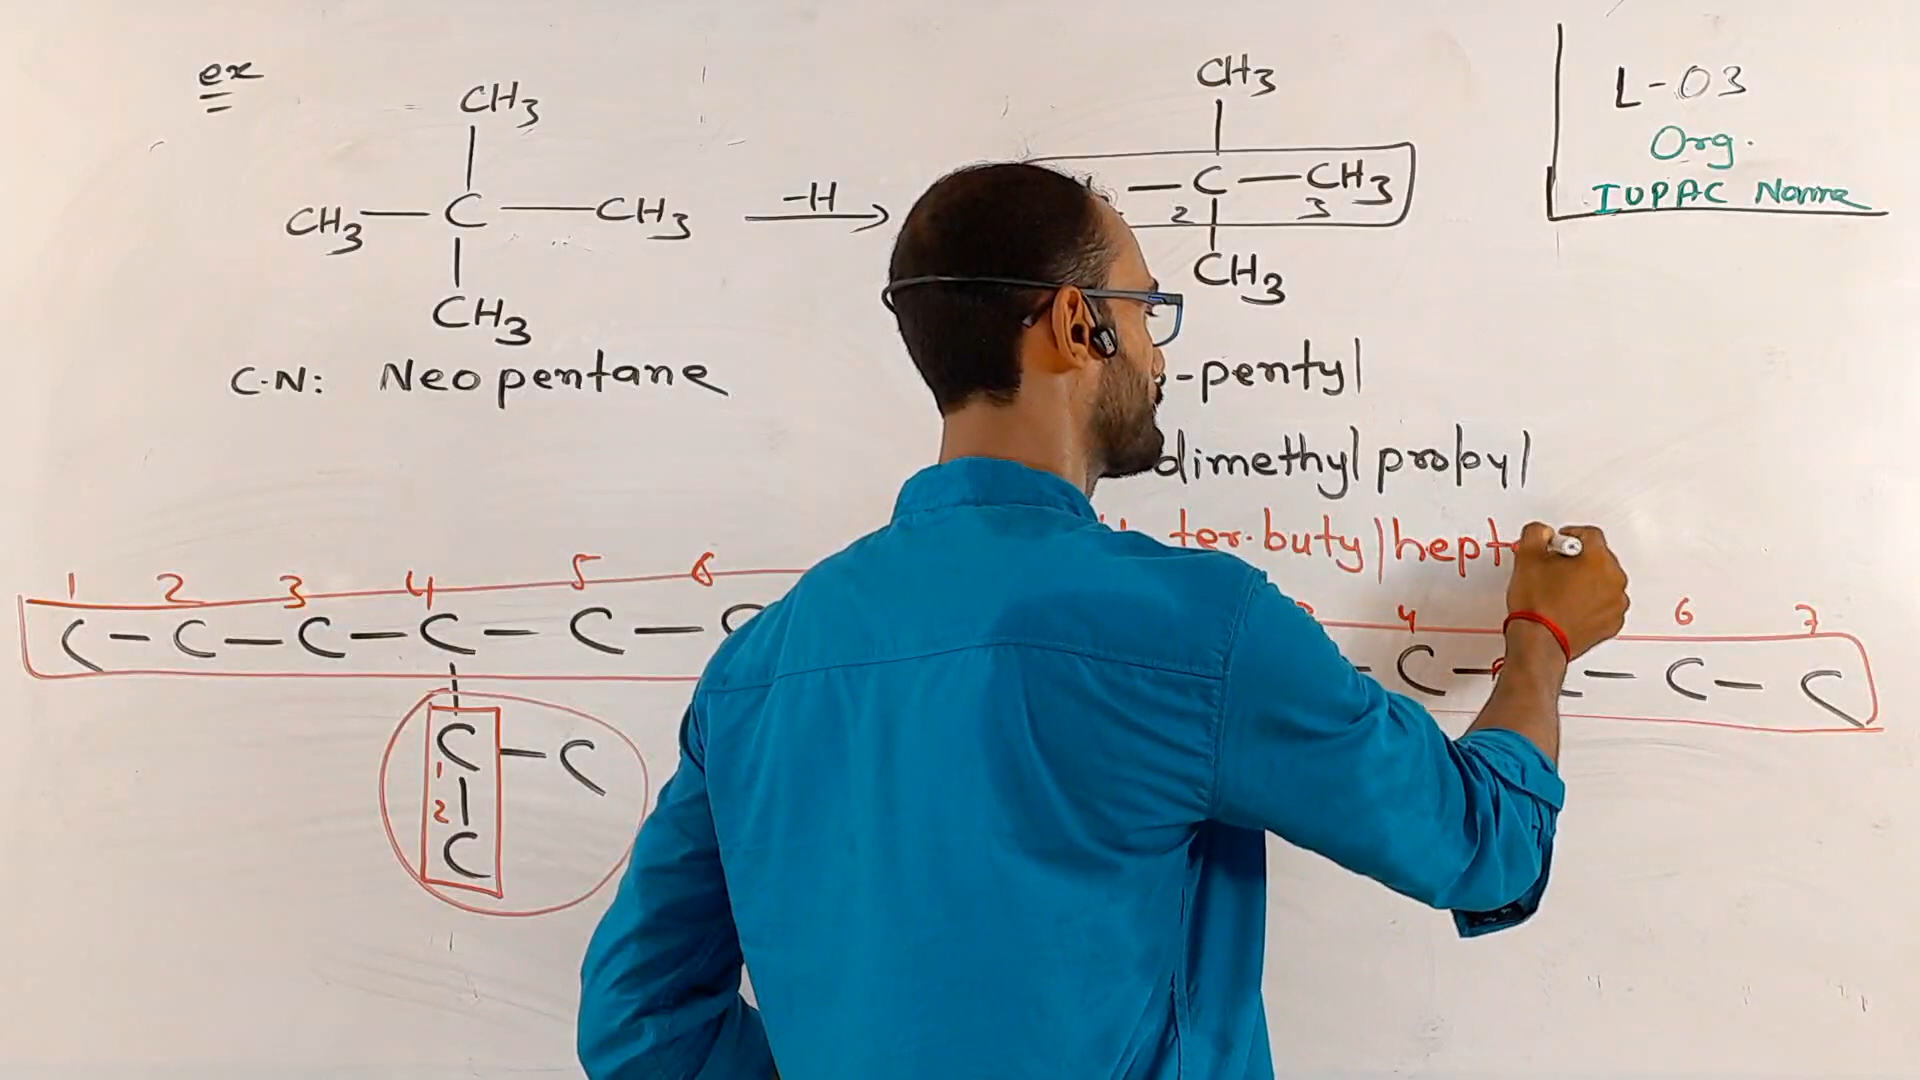 ex
CH3
CH3 — C — CH3
CH3
C.N: Neopentane
-H
CH3
— C — CH3
2 3
CH3
-pentyl
dimethyl propyl
ter.butyl hept
L-03
Org.
IUPAC Name
1 2 3 4 5 6
C — C — C — C — C — C
C — C
1
2
C
4 6 7
C — C — C — C